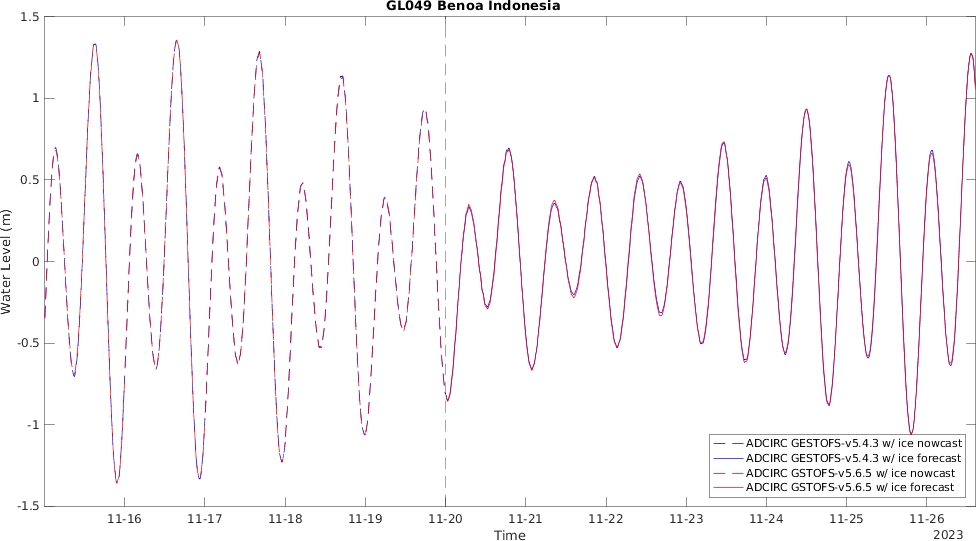 GL049 Benoa Indonesia
1.5
1
0.5
0
-0.5
-1
-1.5
Water Level (m)
ADCIRC GESTOFS-v5.4.3 w/ ice nowcast
ADCIRC GESTOFS-v5.4.3 w/ ice forecast
ADCIRC GSTOFS-v5.6.5 w/ ice nowcast
ADCIRC GSTOFS-v5.6.5 w/ ice forecast
11-16 11-17 11-18 11-19 11-20 11-21 11-22 11-23 11-24 11-25 11-26
Time
2023